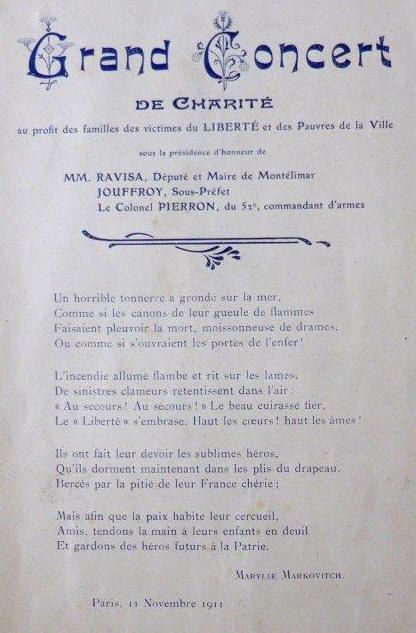 Grand Concert
DE CHARITÉ
au profit des familles des victimes du LIBERTÉ et des Pauvres de la Ville
sous la présidence d'honneur de
MM. RAVISA, Député et Maire de Montélimar
JOUFFROY, Sous-Préfet
Le Colonel PIERRON, du 52e, commandant d'armes
Un horrible tonnerre a grondé sur la mer,
Comme si les canons de leur gueule de flammes
Faisaient pleuvoir la mort, moissonneuse de drames.
Ou comme si s'ouvraient les portes de l'enfer!
L'incendie allumé flambe et rit sur les lames,
De sinistres clameurs retentissent dans l'air :
« Au secours! Au secours! » Le beau cuirassé fier,
Le « Liberté » s'embrase. Haut les cœurs! haut les âmes!
Ils ont fait leur devoir les sublimes héros,
Qu'ils dorment maintenant dans les plis du drapeau.
Bercés par la pitié de leur France chérie ;
Mais afin que la paix habite leur cercueil,
Amis, tendons la main à leurs enfants en deuil
Et gardons des héros futurs à la Patrie.
MARYLIE MARKOVITCH.
Paris, 11 Novembre 1911